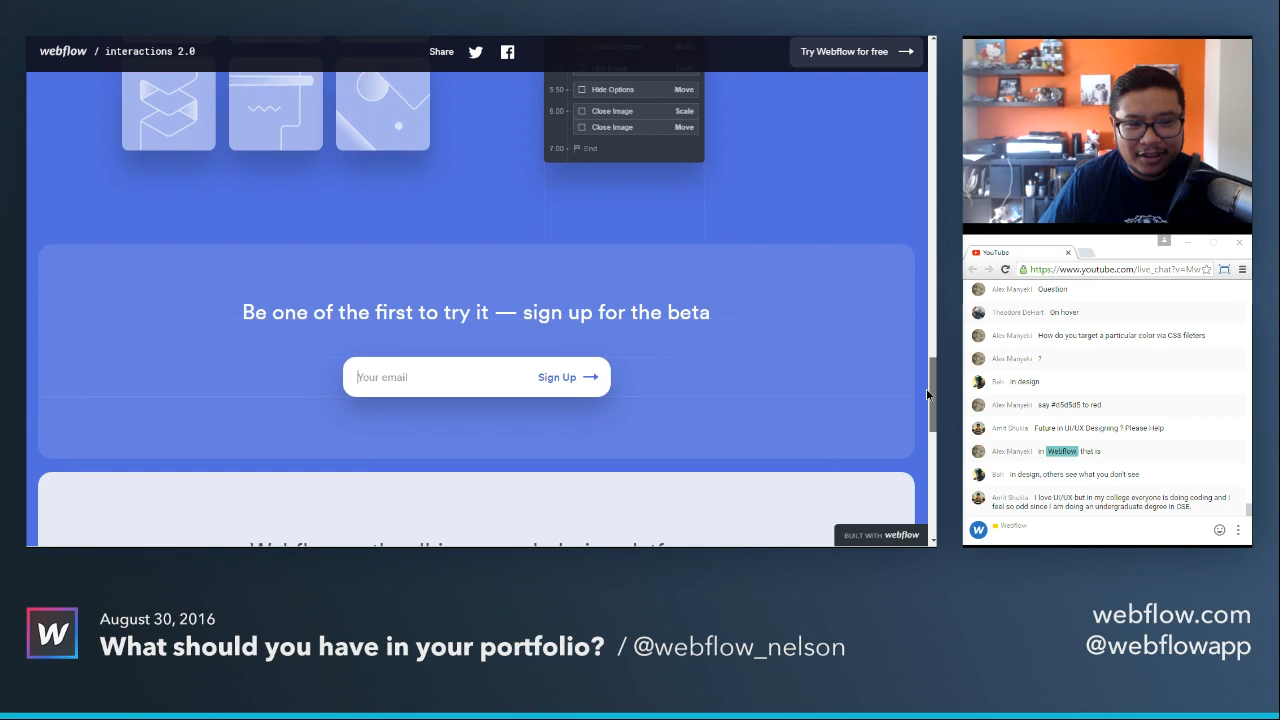 webflow / interactions 2.0
Share
Try Webflow for free
5.50
Hide Options Move
6.00
Close Image Scale
Close Image Move
7.00 End
Be one of the first to try it — sign up for the beta
Your email
Sign Up
BUILT WITH webflow
YouTube
https://www.youtube.com/live_chat?v=Mw
Alex Manyeki Question
Theodore DeHart On hover
Alex Manyeki How do you target a particular color via CSS fileters
Alex Manyeki ?
Bah In design
Alex Manyeki say #d5d5d5 to red
Amit Shukla Future in UI/UX Designing ? Please Help
Alex Manyeki in Webflow that is
Bah In design, others see what you don't see
Amit Shukla I love UI/UX but in my college everyone is doing coding and I
feel so odd since I am doing an undergraduate degree in CSE.
W Webflow
W
August 30, 2016
What should you have in your portfolio? / @webflow_nelson
webflow.com
@webflowapp